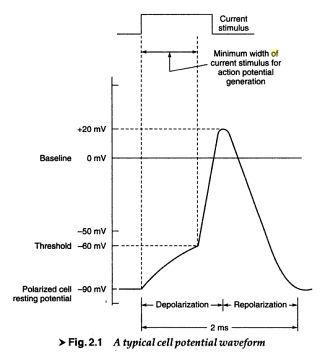 Current
stimulus
Minimum width of
current stimulus for
action potential
generation
+20 mV
Baseline 0 mV
−50 mV
Threshold −60 mV
Polarized cell −90 mV
resting potential
Depolarization Repolarization
2 ms
➤ Fig. 2.1 A typical cell potential waveform